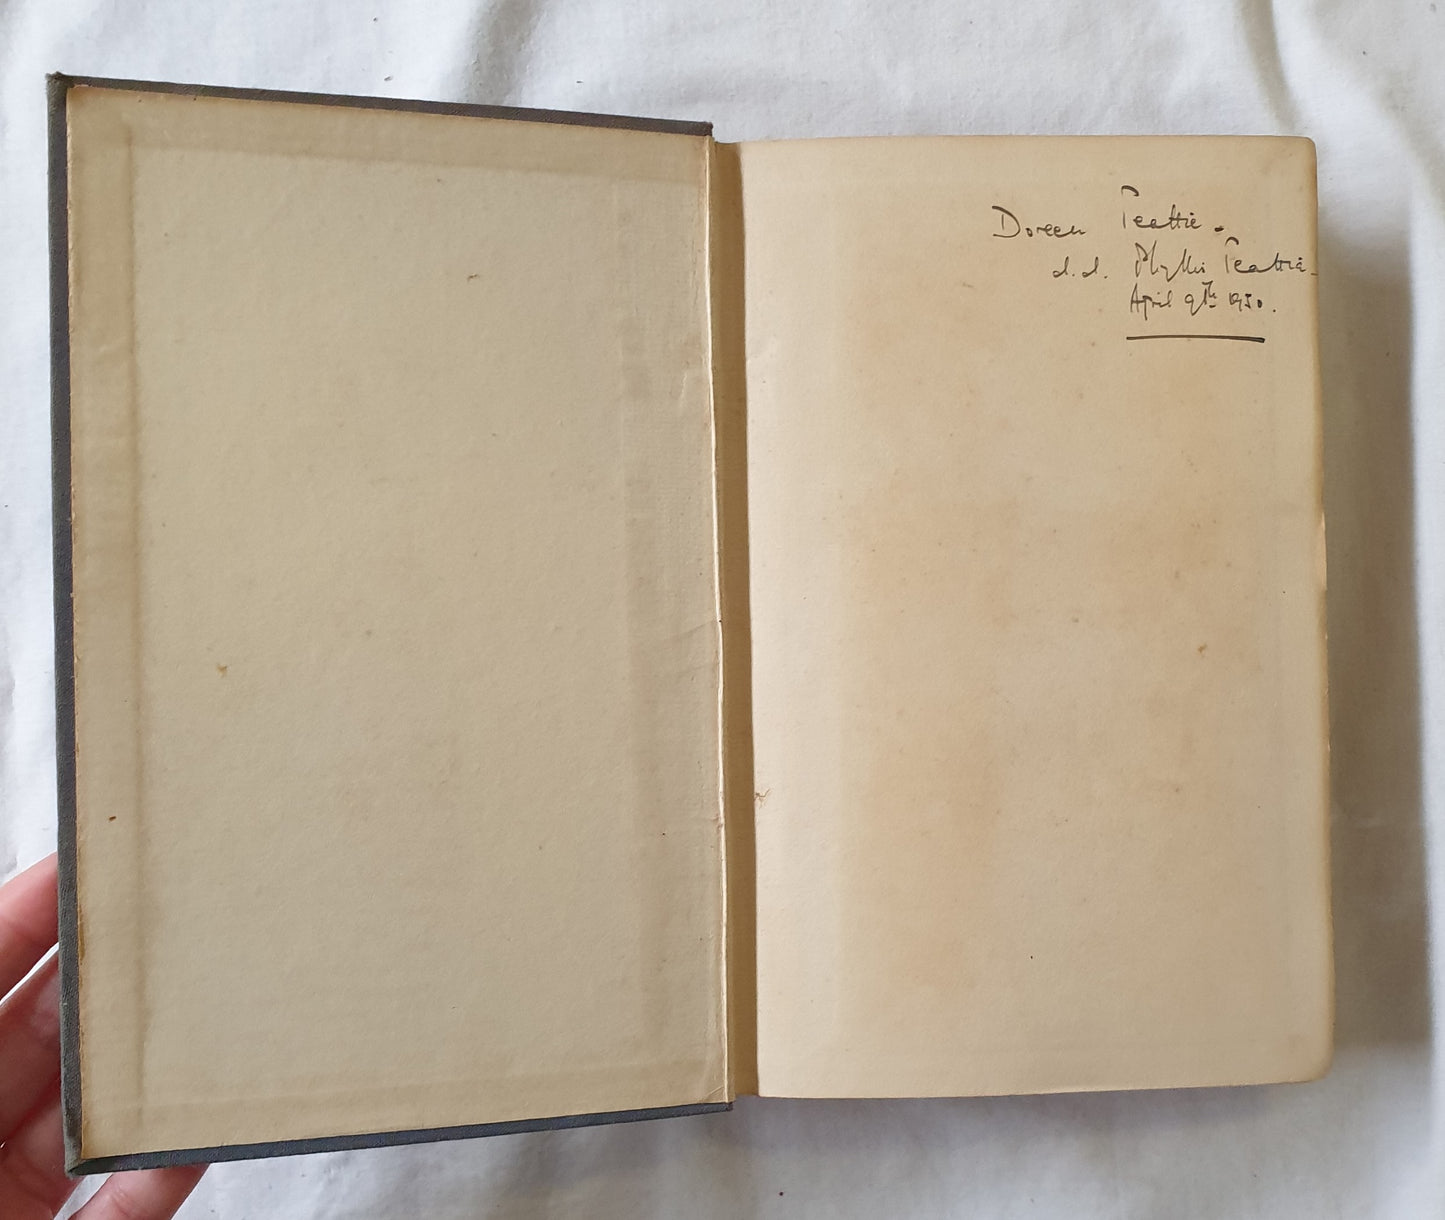 Doreen Peattie.
d.d. Phyllis Peattie.
April 9th 1950.